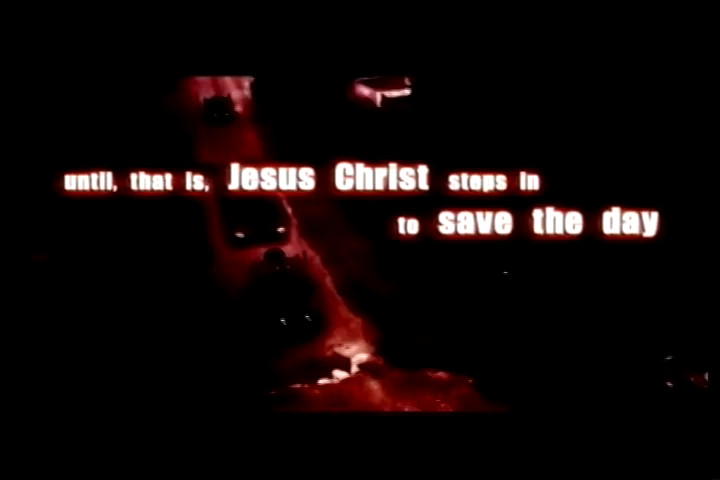 until, that is, Jesus Christ steps in
to save the day